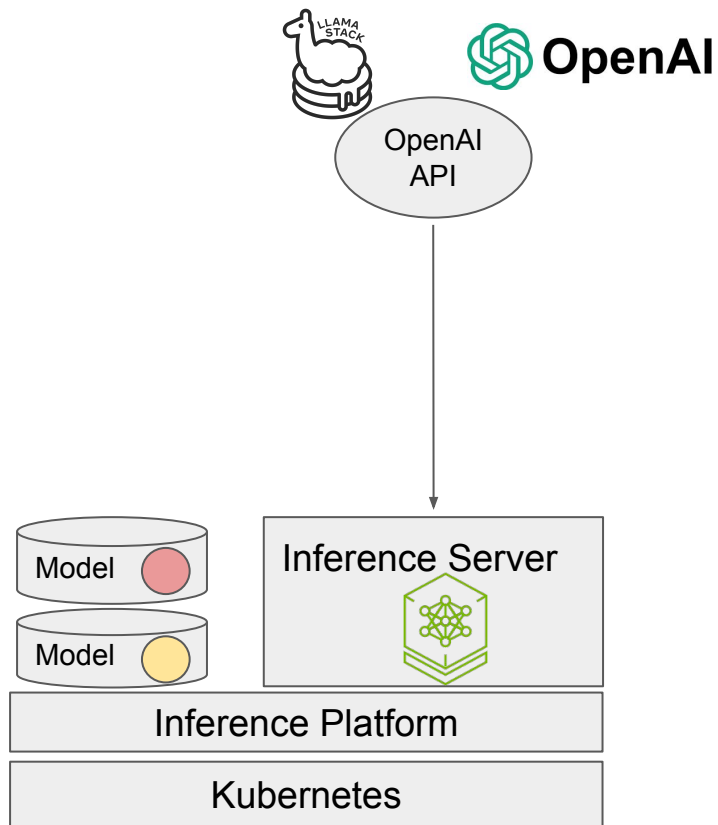 LLAMA
STACK
OpenAI
OpenAI
API
Model
Inference Server
Model
Inference Platform
Kubernetes